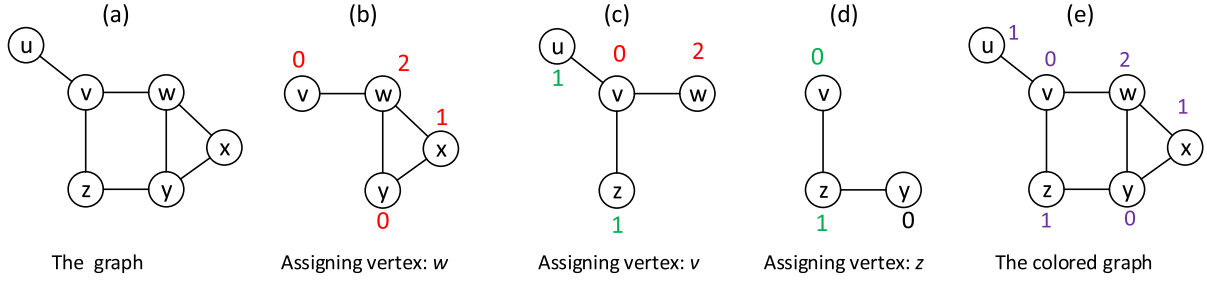 (a) (b) (c) (d) (e)
u
v w
x
z y
The graph
0 2
v w
1
x
y
0
Assigning vertex: w
u
1
0 2
v w
z
1
Assigning vertex: v
0
v
z y
1 0
Assigning vertex: z
u 1
0 2
v w
1
x
z y
1 0
The colored graph